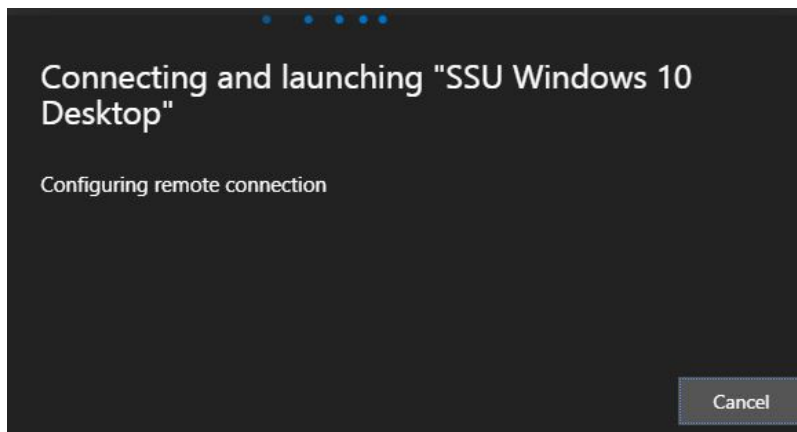 Connecting and launching "SSU Windows 10
Desktop"
Configuring remote connection
Cancel